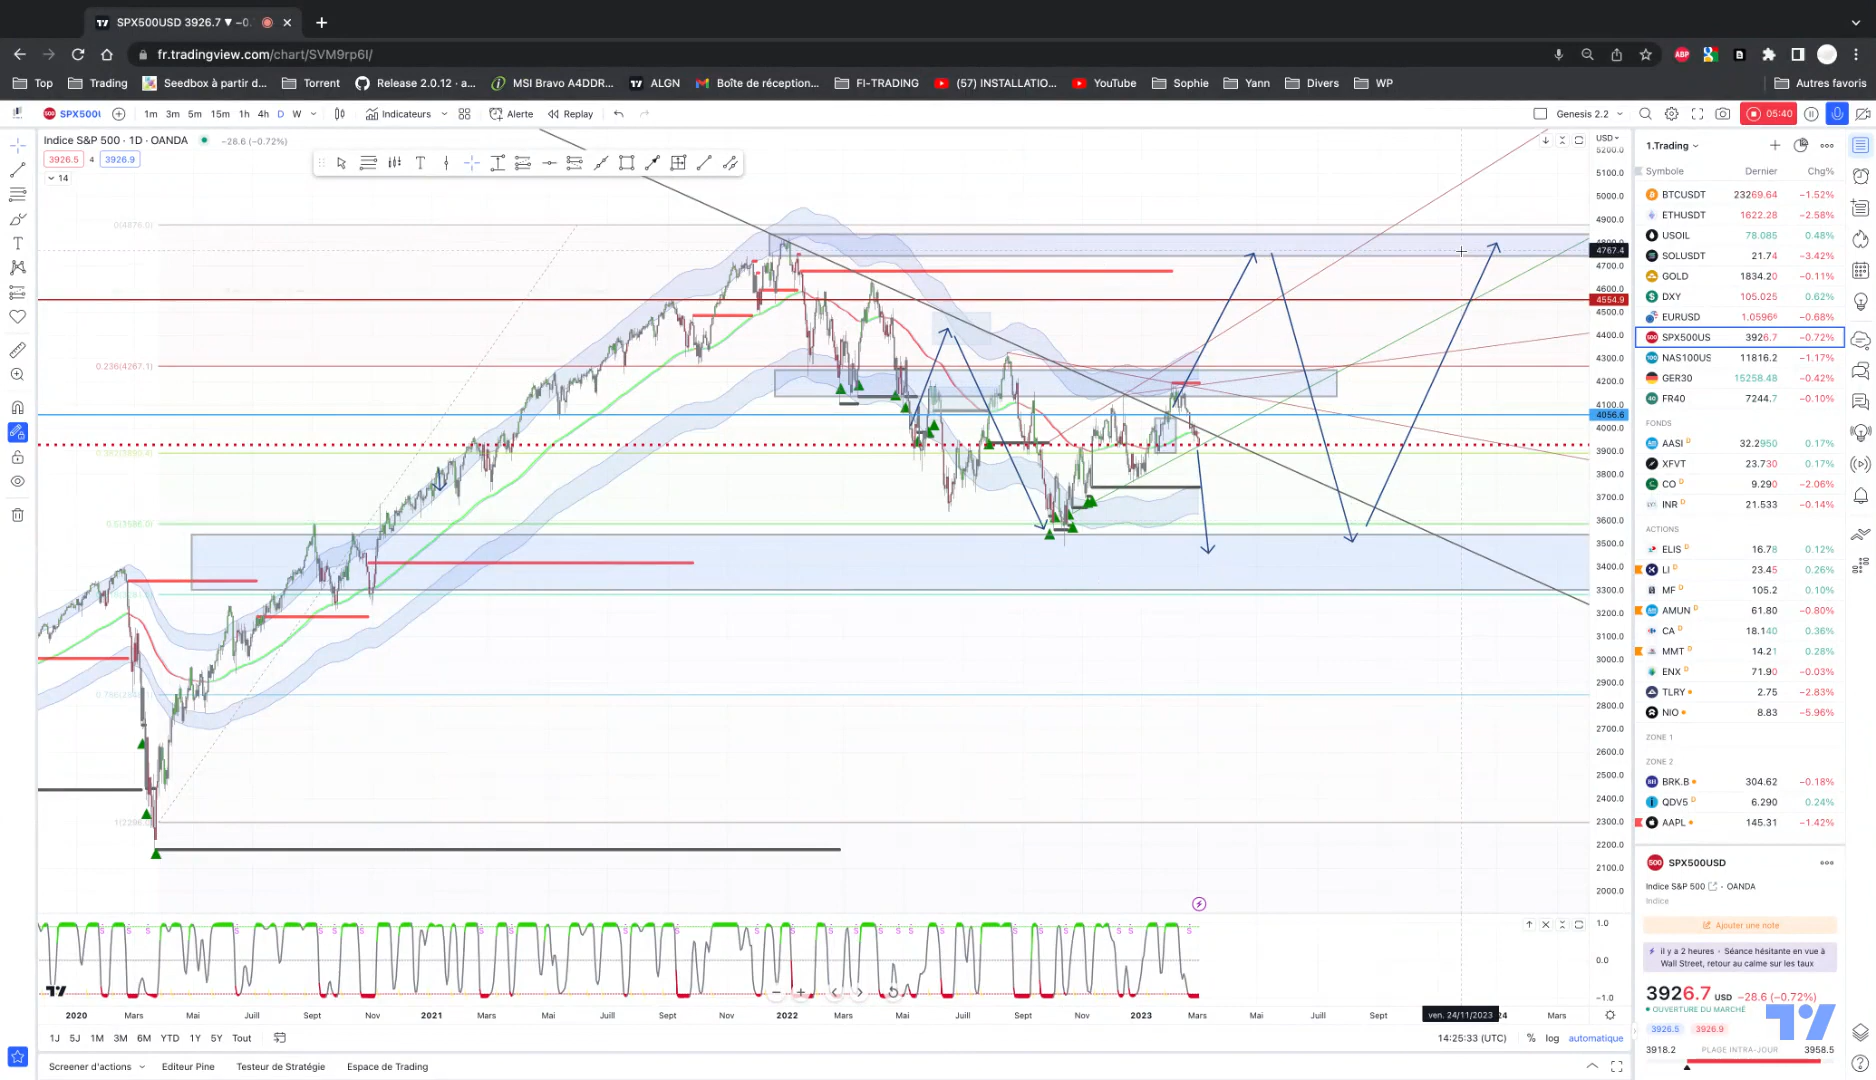 SPX500USD 3926.7 ▼ −0.
fr.tradingview.com/chart/SVM9rp6I/
ABP
Top
Trading
Seedbox à partir d...
Torrent
Release 2.0.12 · a...
MSI Bravo A4DDR...
ALGN
Boîte de réception...
FI-TRADING
(57) INSTALLATIO...
YouTube
Sophie
Yann
Divers
WP
Autres favoris
SPX500U
1m 3m 5m 15m 1h 4h D W
Indicateurs
Alerte
Replay
Genesis 2.2
05:40
Indice S&P 500 · 1D · OANDA
−28.6 (−0.72%)
3926.5 4 3926.9
14
0(4876.0)
0.236(4267.1)
0.5(3586.0)
USD
5200.0
5100.0
5000.0
4900.0
4767.4
4700.0
4600.0
4554.9
4500.0
4400.0
4300.0
4200.0
4100.0
4056.6
4000.0
3900.0
3800.0
3700.0
3600.0
3500.0
3400.0
3300.0
3200.0
3100.0
3000.0
2900.0
2800.0
2700.0
2600.0
2500.0
2400.0
2300.0
2200.0
2100.0
2000.0
1.0
0.0
−1.0
2020 Mars Mai Juill Sept Nov 2021 Mars Mai Juill Sept Nov 2022 Mars Mai Juill Sept Nov 2023 Mars Mai Juill Sept ven. 24/11/2023 Mars
1J 5J 1M 3M 6M YTD 1Y 5Y Tout
14:25:33 (UTC) % log automatique
Screener d'actions
Editeur Pine
Testeur de Stratégie
Espace de Trading
1.Trading
Symbole Dernier Chg%
BTCUSDT 23269.64 −1.52%
ETHUSDT 1622.28 −2.58%
USOIL 78.085 0.48%
SOLUSDT 21.74 −3.42%
GOLD 1834.20 −0.11%
DXY 105.025 0.62%
EURUSD 1.0596⁶ −0.68%
SPX500US 3926.7 −0.72%
NAS100US 11816.2 −1.17%
GER30 15258.48 −0.42%
FR40 7244.7 −0.10%
FONDS
AASI D 32.2950 0.17%
XFVT 23.730 0.17%
CO D 9.290 −2.06%
INR D 21.533 −0.14%
ACTIONS
ELIS D 16.78 0.12%
LI D 23.45 0.26%
MF D 105.2 0.10%
AMUN D 61.80 −0.80%
CA D 18.140 0.36%
MMT D 14.21 0.28%
ENX D 71.90 −0.03%
TLRY 2.75 −2.83%
NIO 8.83 −5.96%
ZONE 1
ZONE 2
BRK.B 304.62 −0.18%
QDV5 D 6.290 0.24%
AAPL 145.31 −1.42%
SPX500USD
Indice S&P 500 · OANDA
Indice
Ajouter une note
il y a 2 heures · Séance hésitante en vue à
Wall Street, retour au calme sur les taux
3926.7 USD −28.6 (−0.72%)
OUVERTURE DU MARCHÉ
3926.5 3926.9
3918.2 PLAGE INTRA-JOUR 3958.5